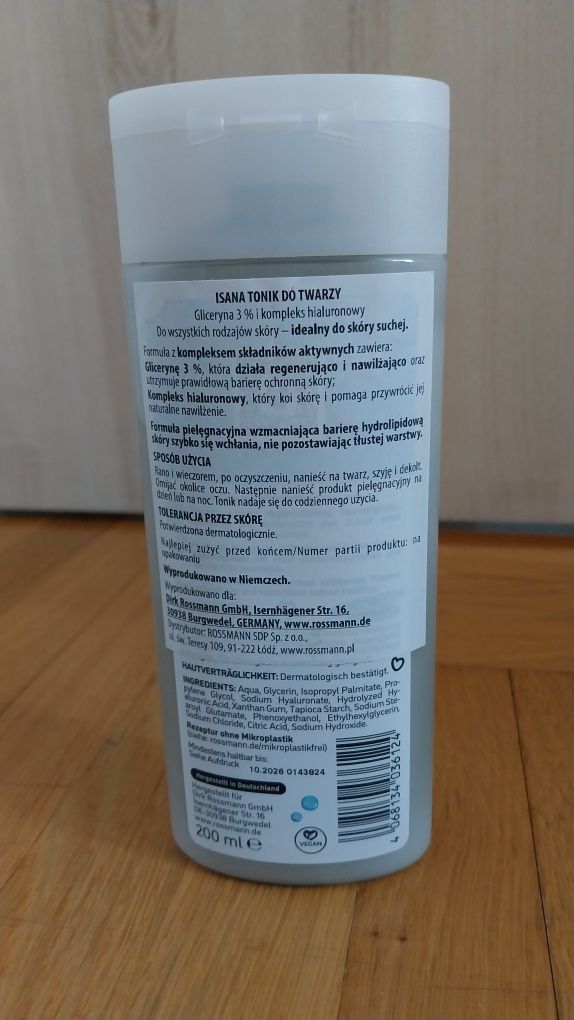 ISANA TONIK DO TWARZY
Gliceryna 3 % i kompleks hialuronowy
Do wszystkich rodzajów skóry – idealny do skóry suchej.
Formuła z kompleksem składników aktywnych zawiera:
Glicerynę 3 %, która działa regenerująco i nawilżająco oraz
utrzymuje prawidłową barierę ochronną skóry;
Kompleks hialuronowy, który koi skórę i pomaga przywrócić jej
naturalne nawilżenie.
Formuła pielęgnacyjna wzmacniająca barierę hydrolipidową
skóry szybko się wchłania, nie pozostawiając tłustej warstwy.
SPOSÓB UŻYCIA
Rano i wieczorem, po oczyszczeniu, nanieść na twarz, szyję i dekolt.
Omijać okolice oczu. Następnie nanieść produkt pielęgnacyjny na
dzień lub na noc. Tonik nadaje się do codziennego użycia.
TOLERANCJA PRZEZ SKÓRĘ
Potwierdzona dermatologicznie.
Najlepiej zużyć przed końcem/Numer partii produktu: na
opakowaniu
Wyprodukowano w Niemczech.
Wyprodukowano dla:
Dirk Rossmann GmbH, Isernhägener Str. 16,
30938 Burgwedel, GERMANY, www.rossmann.de
Dystrybutor: ROSSMANN SDP Sp. z o.o.,
ul. św. Teresy 109, 91-222 Łódź, www.rossmann.pl
HAUTVERTRÄGLICHKEIT: Dermatologisch bestätigt.
INGREDIENTS: Aqua, Glycerin, Isopropyl Palmitate, Pro-
pylene Glycol, Sodium Hyaluronate, Hydrolyzed Hy-
aluronic Acid, Xanthan Gum, Tapioca Starch, Sodium Ste-
aroyl Glutamate, Phenoxyethanol, Ethylhexylglycerin,
Sodium Chloride, Citric Acid, Sodium Hydroxide.
Rezeptur ohne Mikroplastik
(siehe: rossmann.de/mikroplastikfrei)
Mindestens haltbar bis:
Siehe Aufdruck
10.2026 0143824
Hergestellt in Deutschland
Hergestellt für
Dirk Rossmann GmbH
Isernhägener Str. 16
DE-30938 Burgwedel
www.rossmann.de
200 ml e
VEGAN
4 068134 036124